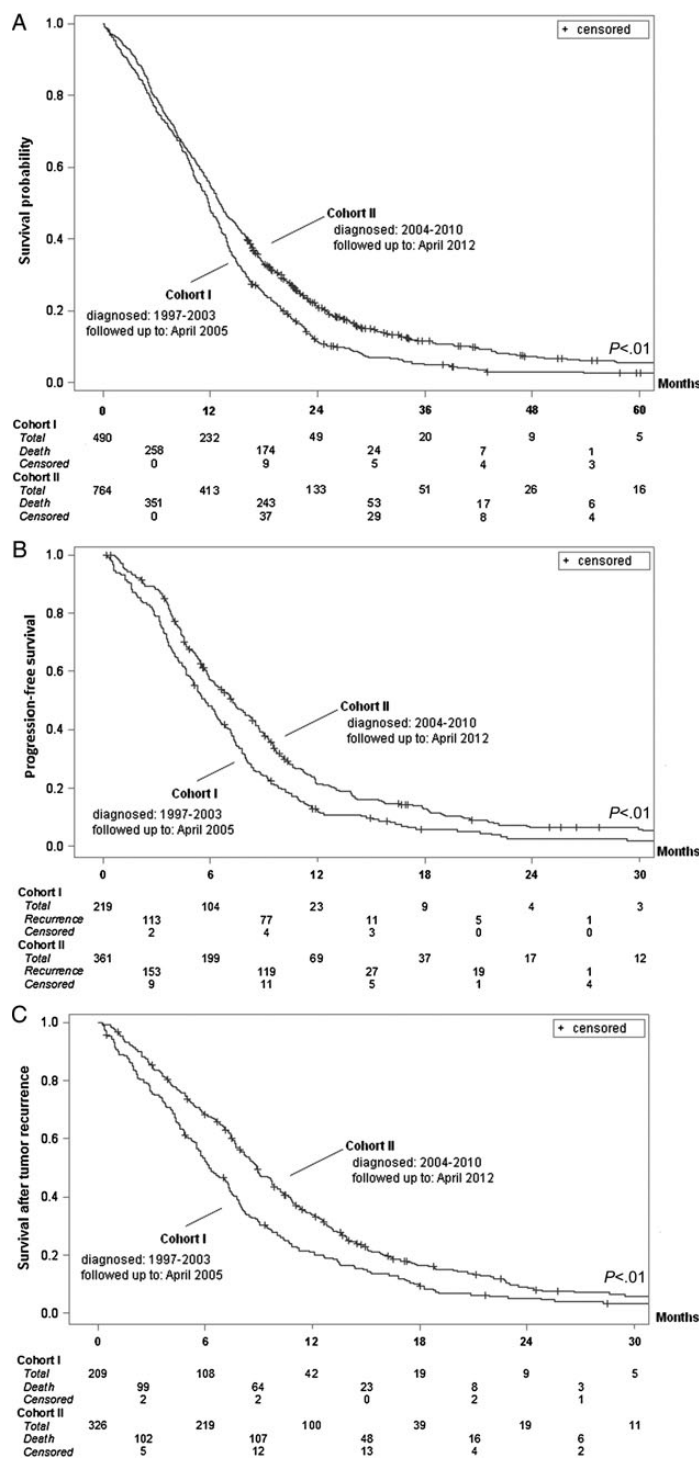 A
+ censored
1.0
0.8
0.6
0.4
0.2
0.0
Survival probability
Cohort II
diagnosed: 2004-2010
followed up to: April 2012
Cohort I
diagnosed: 1997-2003
followed up to: April 2005
P<.01
Months
0 12 24 36 48 60
Cohort I
Total 490 232 49 20 9 5
Death 258 174 24 7 1
Censored 0 9 5 4 3
Cohort II
Total 764 413 133 51 26 16
Death 351 243 53 17 6
Censored 0 37 29 8 4
B
+ censored
1.0
0.8
0.6
0.4
0.2
0.0
Progression-free survival
Cohort II
diagnosed: 2004-2010
followed up to: April 2012
Cohort I
diagnosed: 1997-2003
followed up to: April 2005
P<.01
Months
0 6 12 18 24 30
Cohort I
Total 219 104 23 9 4 3
Recurrence 113 77 11 5 1
Censored 2 4 3 0 0
Cohort II
Total 361 199 69 37 17 12
Recurrence 153 119 27 19 1
Censored 9 11 5 1 4
C
+ censored
1.0
0.8
0.6
0.4
0.2
0.0
Survival after tumor recurrence
Cohort II
diagnosed: 2004-2010
followed up to: April 2012
Cohort I
diagnosed: 1997-2003
followed up to: April 2005
P<.01
Months
0 6 12 18 24 30
Cohort I
Total 209 108 42 19 9 5
Death 99 64 23 8 3
Censored 2 2 0 2 1
Cohort II
Total 326 219 100 39 19 11
Death 102 107 48 16 6
Censored 5 12 13 4 2